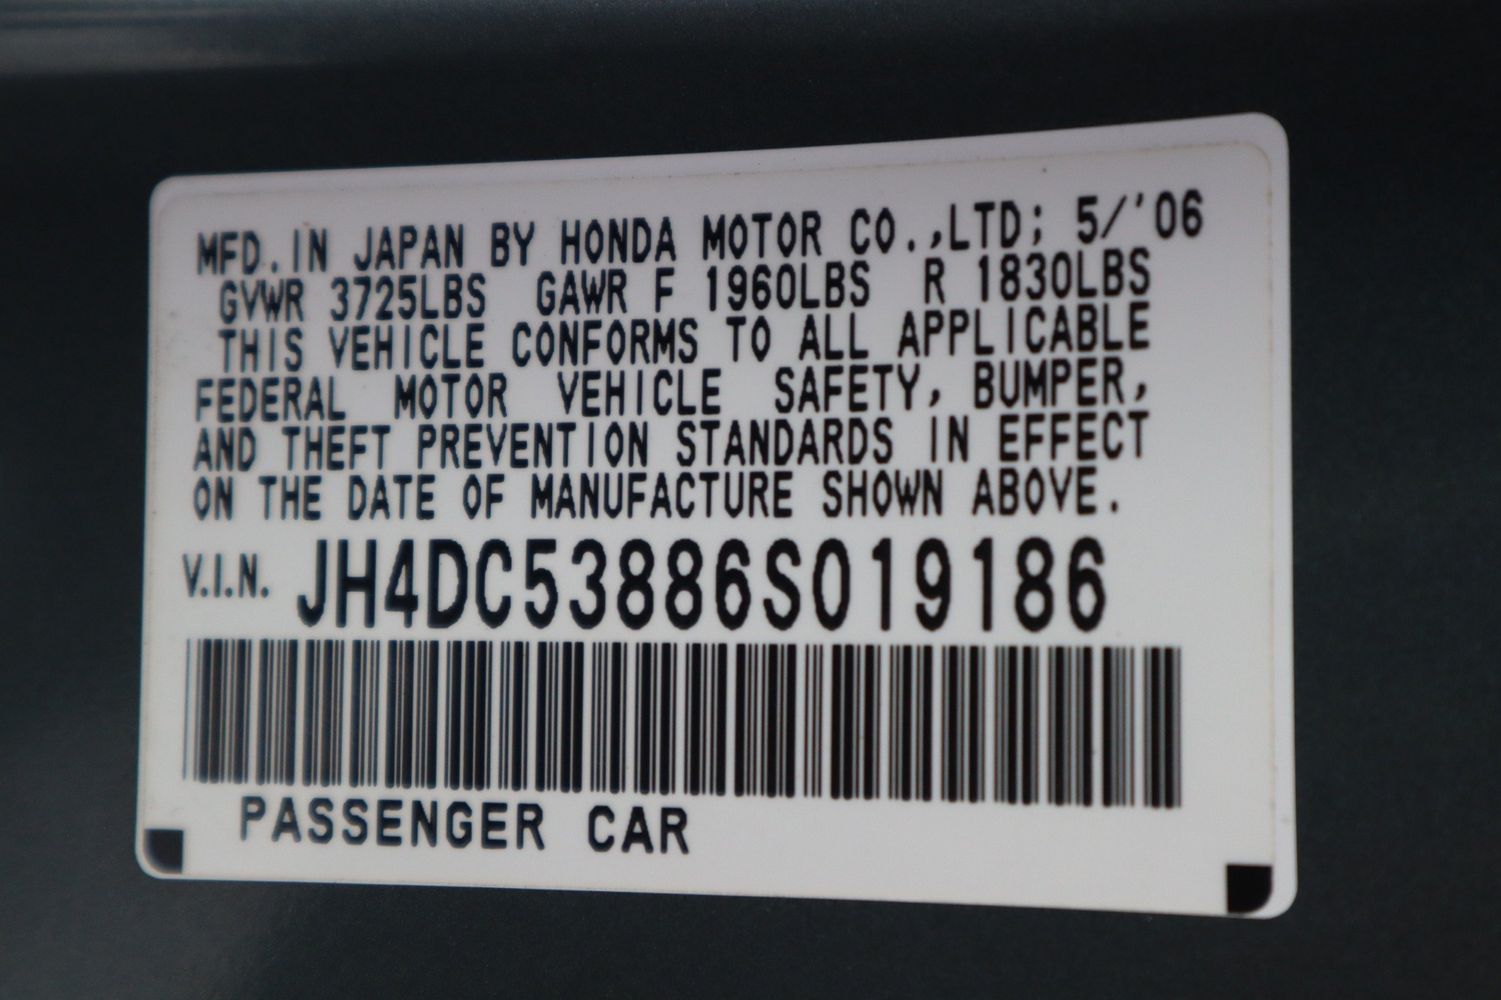 MFD. IN JAPAN BY HONDA MOTOR CO.,LTD; 5/'06
GVWR 3725LBS GAWR F 1960LBS R 1830LBS
THIS VEHICLE CONFORMS TO ALL APPLICABLE
FEDERAL MOTOR VEHICLE SAFETY, BUMPER,
AND THEFT PREVENTION STANDARDS IN EFFECT
ON THE DATE OF MANUFACTURE SHOWN ABOVE.
V.I.N. JH4DC53886S019186
PASSENGER CAR